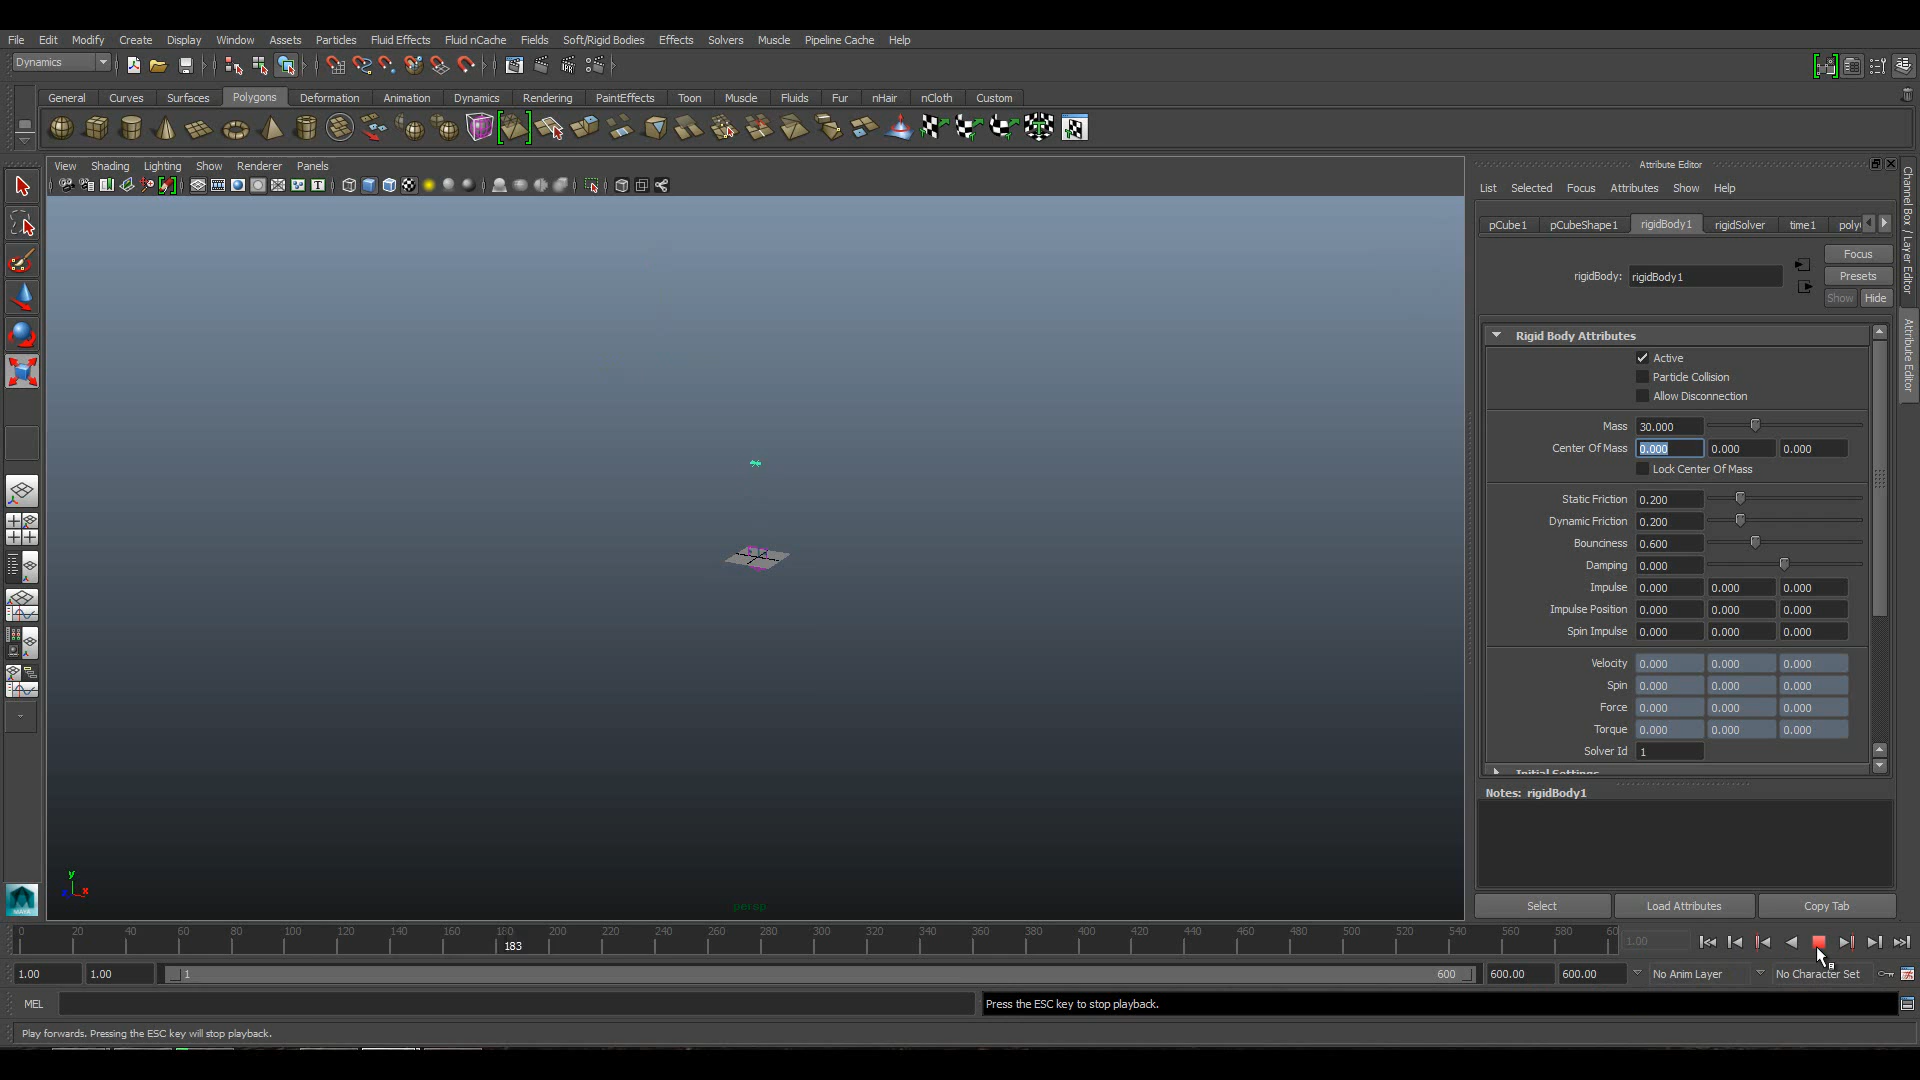 File Edit Modify Create Display Window Assets Particles Fluid Effects Fluid nCache Fields Soft/Rigid Bodies Effects Solvers Muscle Pipeline Cache Help
Dynamics
General Curves Surfaces Polygons Deformation Animation Dynamics Rendering PaintEffects Toon Muscle Fluids Fur nHair nCloth Custom
View Shading Lighting Show Renderer Panels
Attribute Editor
List Selected Focus Attributes Show Help
pCube1 pCubeShape1 rigidBody1 rigidSolver time1 poly
rigidBody: rigidBody1
Focus
Presets
Show Hide
Channel Box / Layer Editor
Attribute Editor
Rigid Body Attributes
Active
Particle Collision
Allow Disconnection
Mass 30.000
Center Of Mass 0.000 0.000 0.000
Lock Center Of Mass
Static Friction 0.200
Dynamic Friction 0.200
Bounciness 0.600
Damping 0.000
Impulse 0.000 0.000 0.000
Impulse Position 0.000 0.000 0.000
Spin Impulse 0.000 0.000 0.000
Velocity 0.000 0.000 0.000
Spin 0.000 0.000 0.000
Force 0.000 0.000 0.000
Torque 0.000 0.000 0.000
Solver Id 1
Initial Settings
Notes: rigidBody1
Select Load Attributes Copy Tab
y
x
persp
0 20 40 60 80 100 120 140 160 180 200 220 240 260 280 300 320 340 360 380 400 420 440 460 480 500 520 540 560 580 60
183
1.00
1.00 1.00 1 600 600.00 600.00 No Anim Layer No Character Set
MEL Press the ESC key to stop playback.
Play forwards. Pressing the ESC key will stop playback.